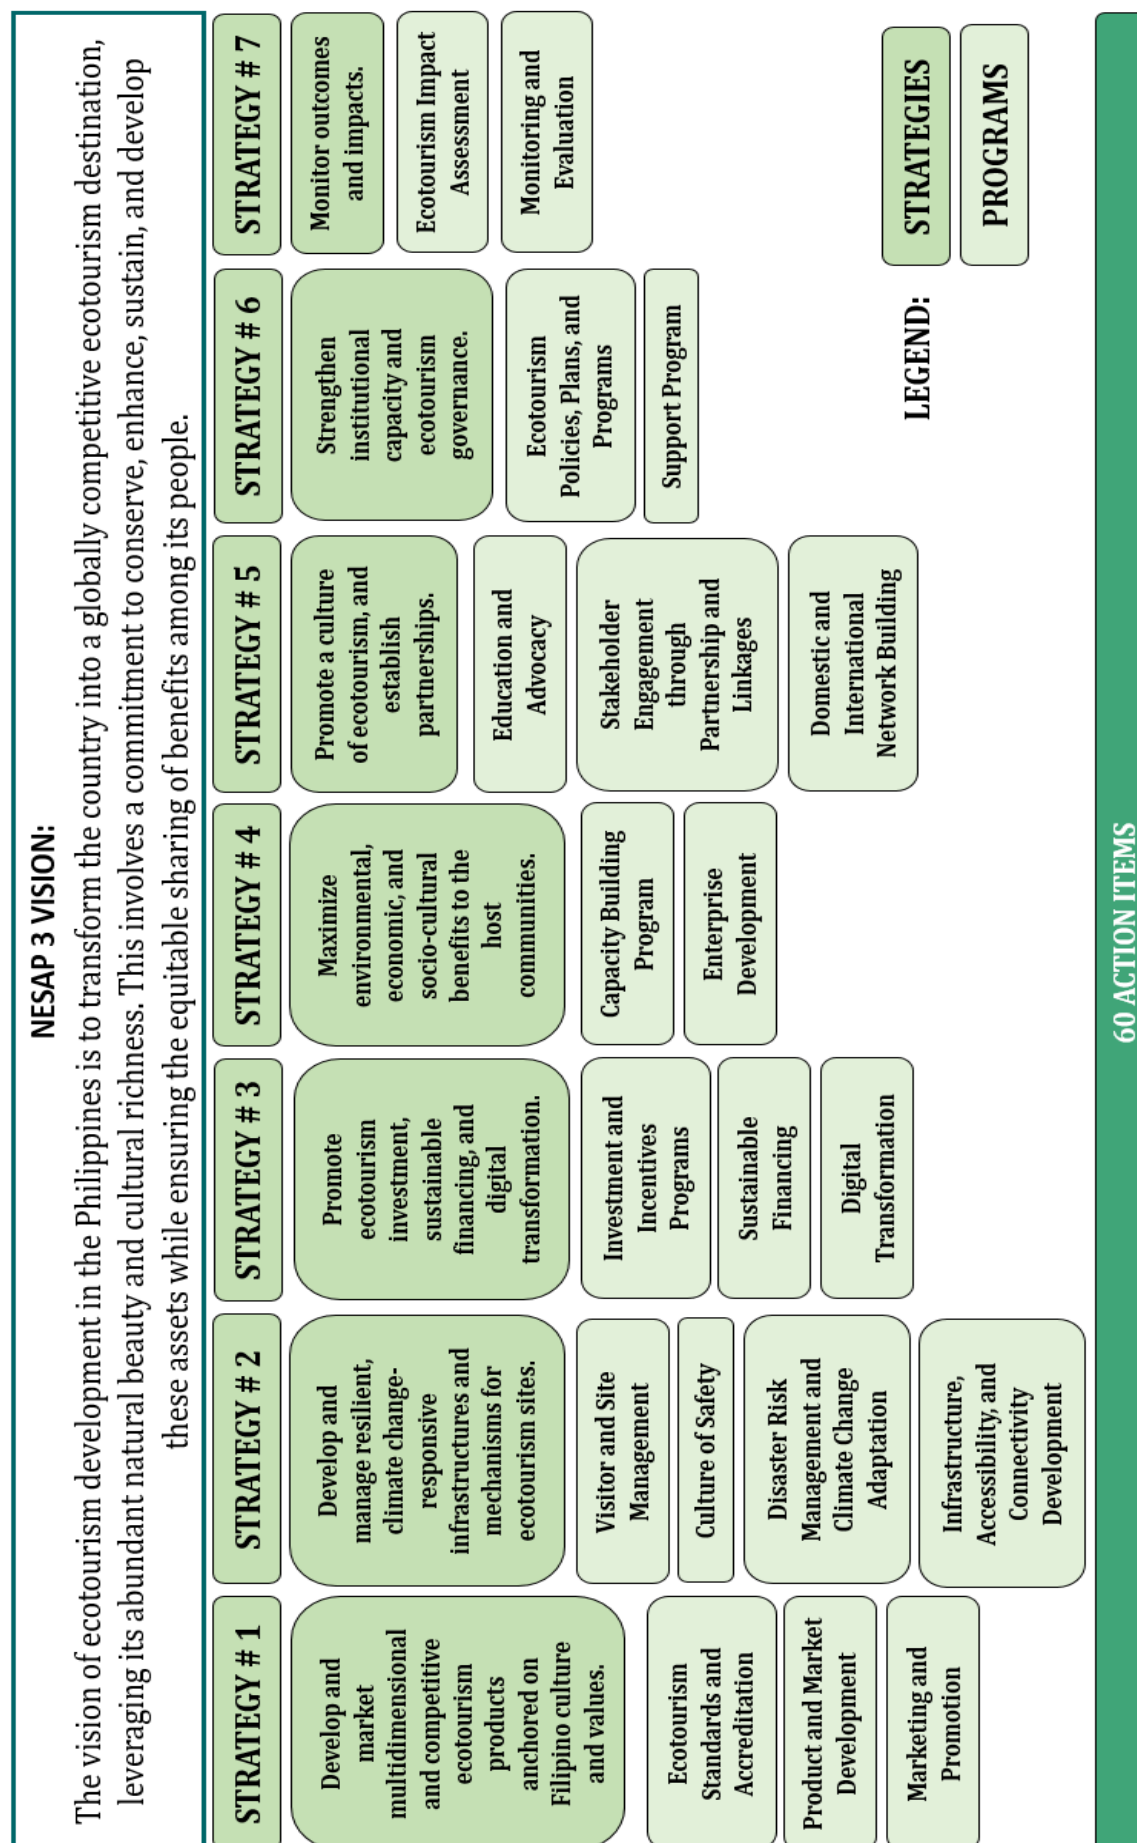 NESAP 3 VISION:
The vision of ecotourism development in the Philippines is to transform the country into a globally competitive ecotourism destination,
leveraging its abundant natural beauty and cultural richness. This involves a commitment to conserve, enhance, sustain, and develop
these assets while ensuring the equitable sharing of benefits among its people.
STRATEGY # 1
Develop and
market
multidimensional
and competitive
ecotourism
products
anchored on
Filipino culture
and values.
Ecotourism
Standards and
Accreditation
Product and Market
Development
Marketing and
Promotion
STRATEGY # 2
Develop and
manage resilient,
climate change-
responsive
infrastructures and
mechanisms for
ecotourism sites.
Visitor and Site
Management
Culture of Safety
Disaster Risk
Management and
Climate Change
Adaptation
Infrastructure,
Accessibility, and
Connectivity
Development
STRATEGY # 3
Promote
ecotourism
investment,
sustainable
financing, and
digital
transformation.
Investment and
Incentives
Programs
Sustainable
Financing
Digital
Transformation
STRATEGY # 4
Maximize
environmental,
economic, and
socio-cultural
benefits to the
host
communities.
Capacity Building
Program
Enterprise
Development
STRATEGY # 5
Promote a culture
of ecotourism, and
establish
partnerships.
Education and
Advocacy
Stakeholder
Engagement
through
Partnership and
Linkages
Domestic and
International
Network Building
STRATEGY # 6
Strengthen
institutional
capacity and
ecotourism
governance.
Ecotourism
Policies, Plans, and
Programs
Support Program
STRATEGY # 7
Monitor outcomes
and impacts.
Ecotourism Impact
Assessment
Monitoring and
Evaluation
LEGEND:
STRATEGIES
PROGRAMS
60 ACTION ITEMS